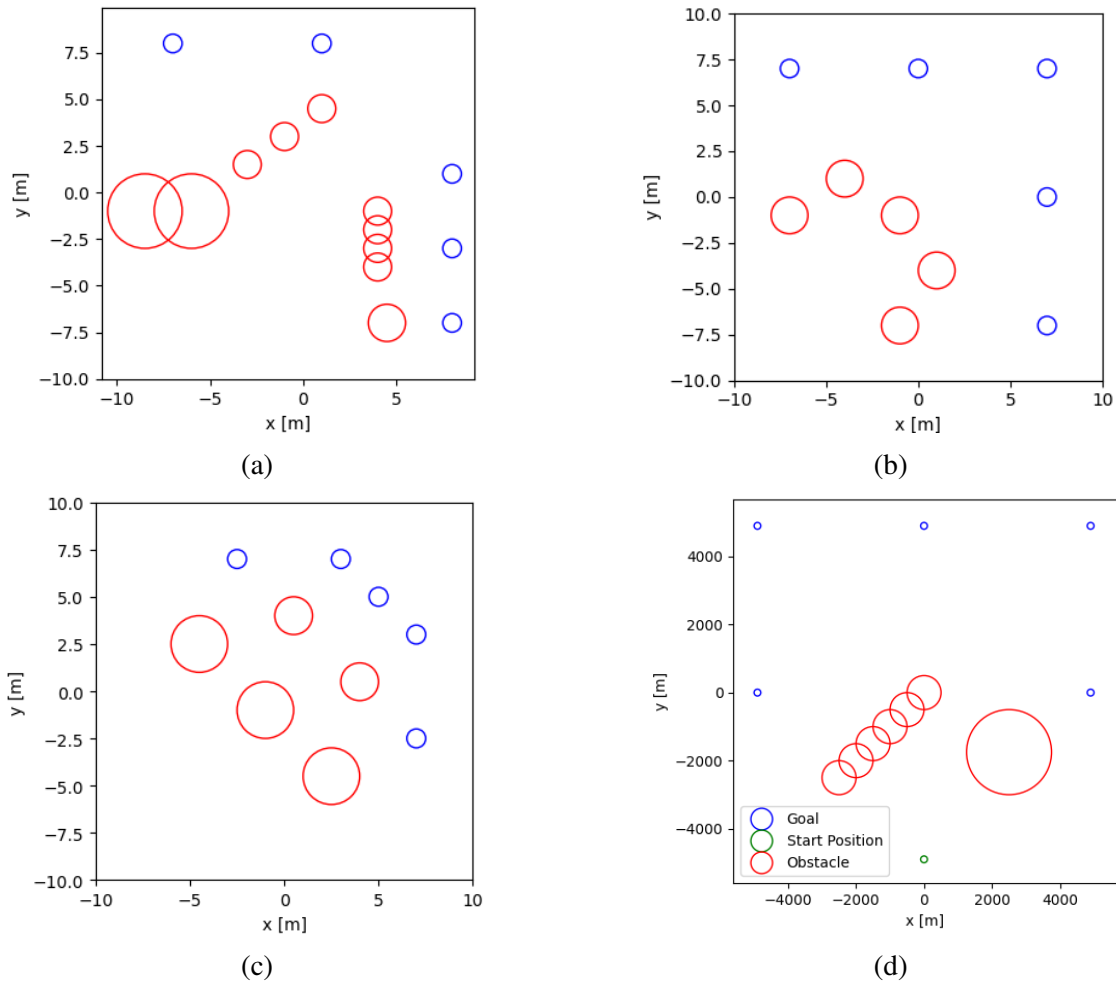 7.5
5.0
2.5
0.0
−2.5
−5.0
−7.5
−10.0
y [m]
−10 −5 0 5
x [m]
(a)
10.0
7.5
5.0
2.5
0.0
−2.5
−5.0
−7.5
−10.0
y [m]
−10 −5 0 5 10
x [m]
(b)
10.0
7.5
5.0
2.5
0.0
−2.5
−5.0
−7.5
−10.0
y [m]
−10 −5 0 5 10
x [m]
(c)
4000
2000
0
−2000
−4000
y [m]
Goal
Start Position
Obstacle
−4000 −2000 0 2000 4000
x [m]
(d)